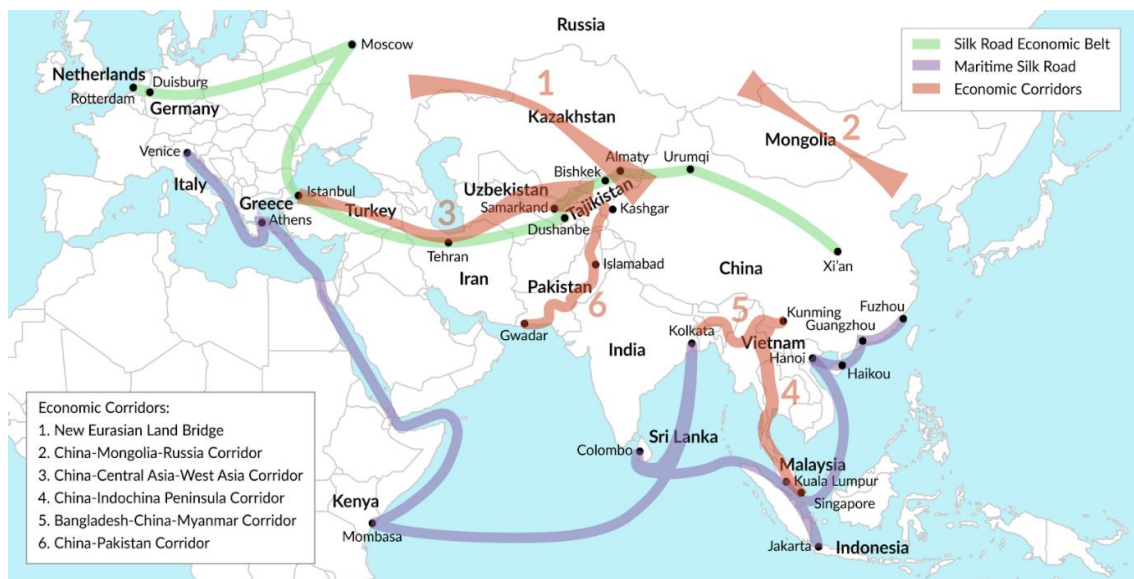 Russia
Moscow
Silk Road Economic Belt
Maritime Silk Road
Economic Corridors
Netherlands
Duisburg
Rotterdam
Germany
1
Kazakhstan
Mongolia
2
Venice
Italy
Almaty
Urumqi
Bishkek
Istanbul
Uzbekistan
Tajikistan
Greece
Turkey
3
Samarkand
Kashgar
Athens
Dushanbe
Tehran
Xi'an
Iran
Islamabad
China
Pakistan
6
5
Kunming
Fuzhou
Gwadar
Guangzhou
Kolkata
Vietnam
India
Hanoi
Haikou
4
Economic Corridors:
1. New Eurasian Land Bridge
2. China-Mongolia-Russia Corridor
3. China-Central Asia-West Asia Corridor
4. China-Indochina Peninsula Corridor
5. Bangladesh-China-Myanmar Corridor
6. China-Pakistan Corridor
Sri Lanka
Colombo
Malaysia
Kuala Lumpur
Singapore
Kenya
Mombasa
Jakarta
Indonesia